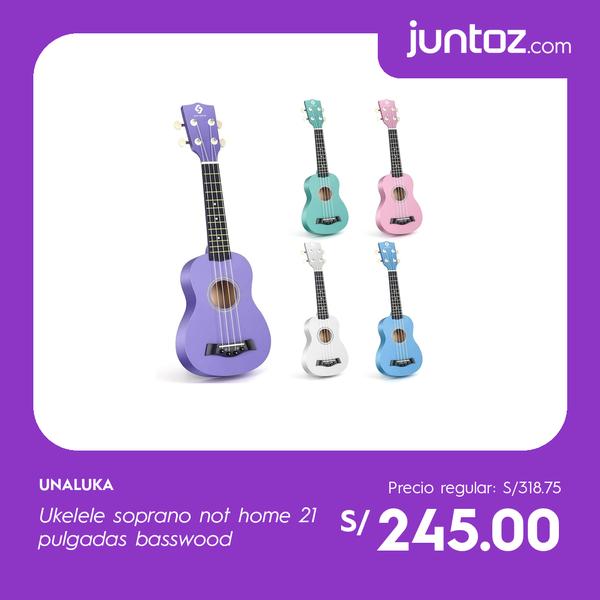 juntoz.com
UNALUKA
Ukelele soprano not home 21
pulgadas basswood
Precio regular: S/318.75
S/ 245.00